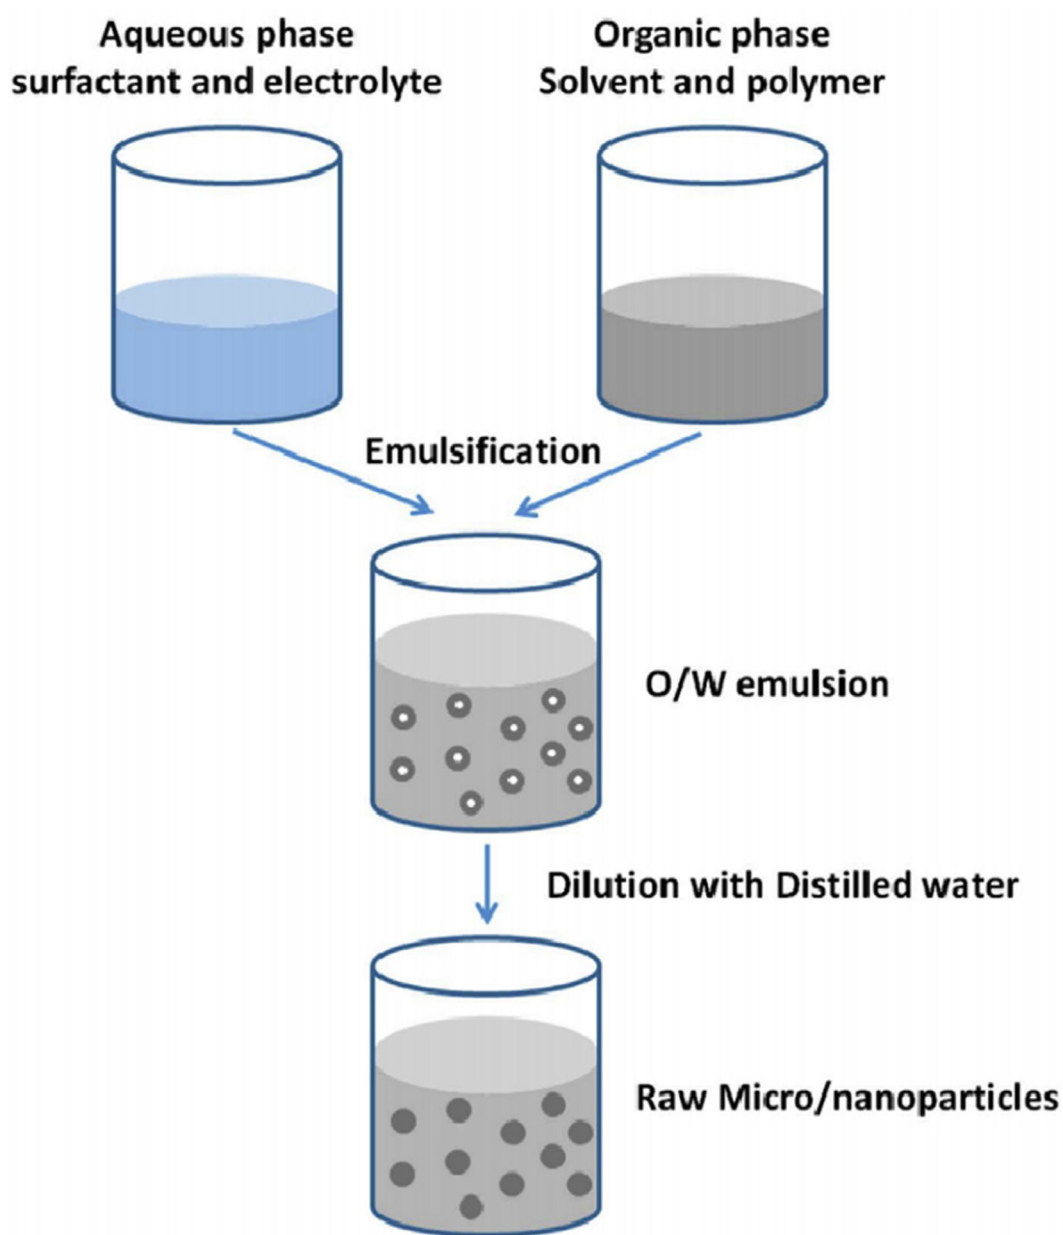 Aqueous phase
surfactant and electrolyte
Organic phase
Solvent and polymer
Emulsification
O/W emulsion
Dilution with Distilled water
Raw Micro/nanoparticles